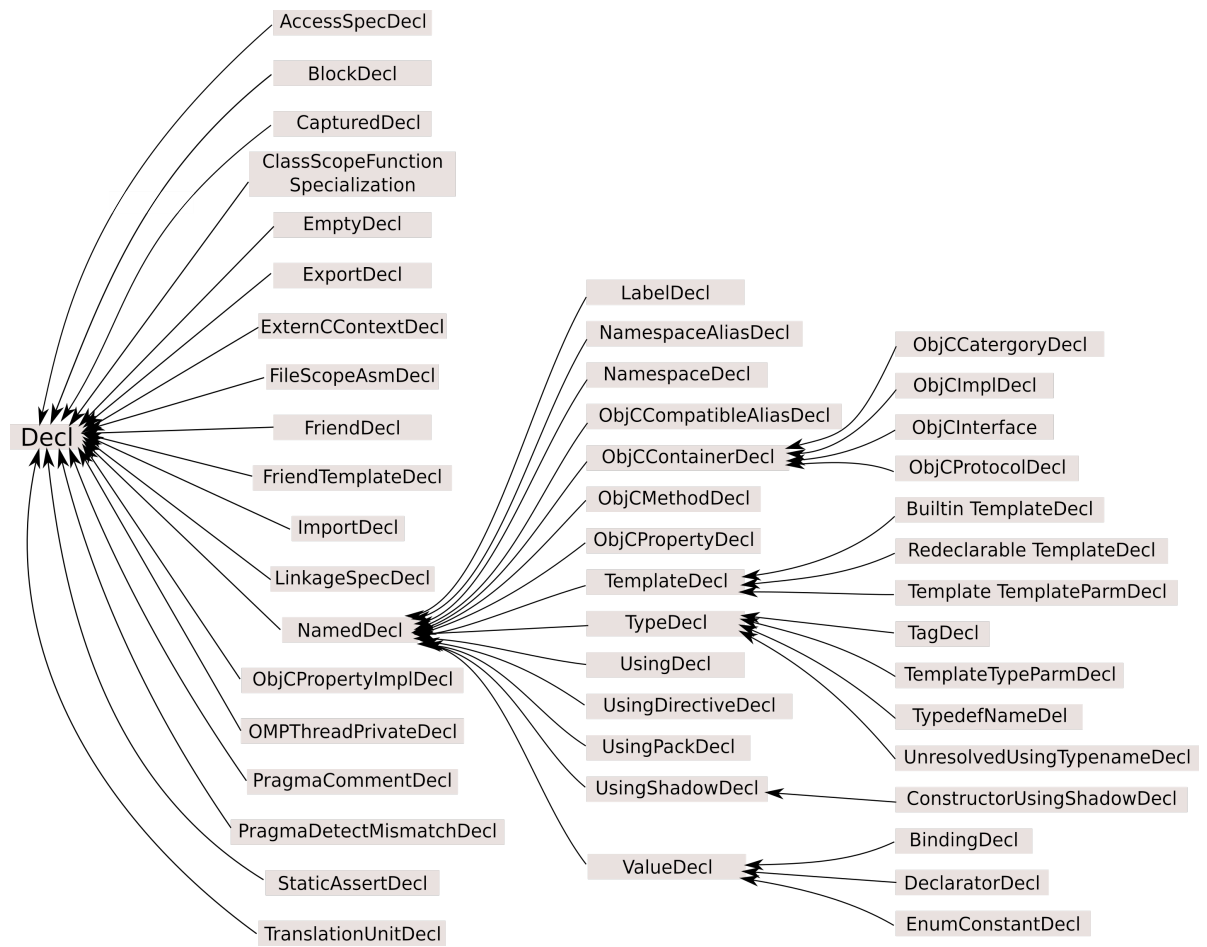 AccessSpecDecl
BlockDecl
CapturedDecl
ClassScopeFunction
Specialization
EmptyDecl
ExportDecl
ExternCContextDecl
FileScopeAsmDecl
FriendDecl
FriendTemplateDecl
ImportDecl
LinkageSpecDecl
NamedDecl
ObjCPropertyImplDecl
OMPThreadPrivateDecl
PragmaCommentDecl
PragmaDetectMismatchDecl
StaticAssertDecl
TranslationUnitDecl
Decl
LabelDecl
NamespaceAliasDecl
NamespaceDecl
ObjCCompatibleAliasDecl
ObjCContainerDecl
ObjCMethodDecl
ObjCPropertyDecl
TemplateDecl
TypeDecl
UsingDecl
UsingDirectiveDecl
UsingPackDecl
UsingShadowDecl
ValueDecl
ObjCCatergoryDecl
ObjCImplDecl
ObjCInterface
ObjCProtocolDecl
Builtin TemplateDecl
Redeclarable TemplateDecl
Template TemplateParmDecl
TagDecl
TemplateTypeParmDecl
TypedefNameDel
UnresolvedUsingTypenameDecl
ConstructorUsingShadowDecl
BindingDecl
DeclaratorDecl
EnumConstantDecl